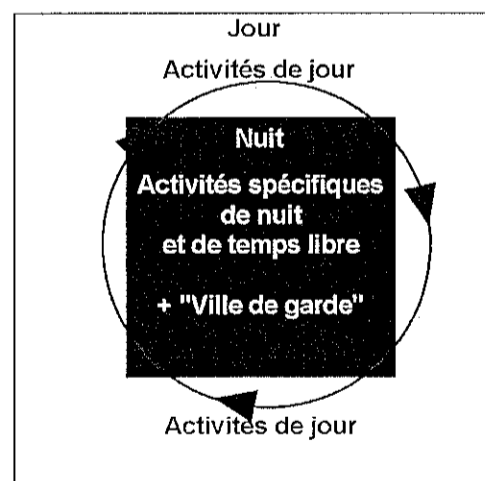 Jour
Activités de jour
Nuit
Activités spécifiques
de nuit
et de temps libre
+ "Ville de garde"
Activités de jour